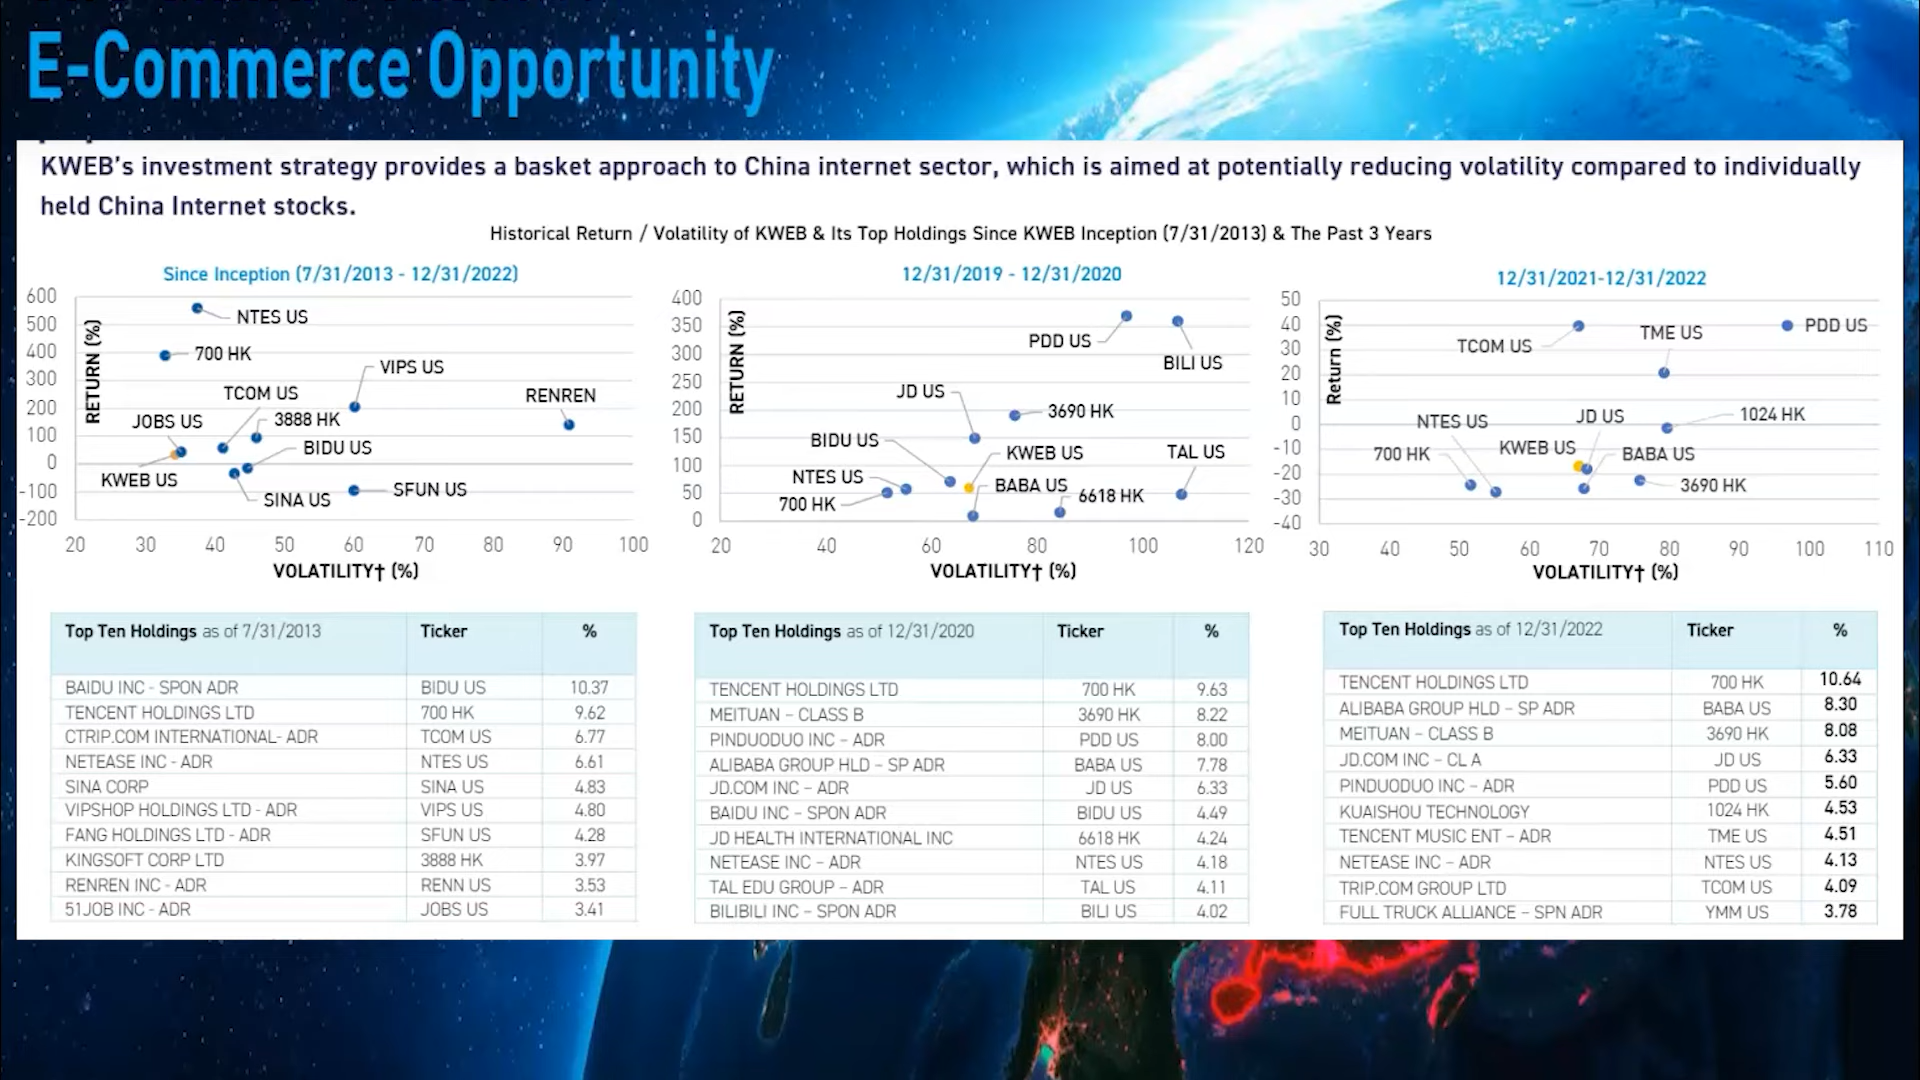 E-Commerce Opportunity
KWEB's investment strategy provides a basket approach to China internet sector, which is aimed at potentially reducing volatility compared to individually
held China Internet stocks.
Historical Return / Volatility of KWEB & Its Top Holdings Since KWEB Inception (7/31/2013) & The Past 3 Years
Since Inception (7/31/2013 - 12/31/2022)
600
500
400
300
200
100
0
-100
-200
RETURN (%)
NTES US
700 HK
VIPS US
TCOM US
RENREN
JOBS US
3888 HK
BIDU US
KWEB US
SINA US
SFUN US
20 30 40 50 60 70 80 90 100
VOLATILITY† (%)
12/31/2019 - 12/31/2020
400
350
300
250
200
150
100
50
0
RETURN (%)
PDD US
BILI US
JD US
3690 HK
BIDU US
KWEB US
TAL US
NTES US
BABA US
700 HK
6618 HK
20 40 60 80 100 120
VOLATILITY† (%)
12/31/2021-12/31/2022
50
40
30
20
10
0
-10
-20
-30
-40
Return (%)
TCOM US
TME US
PDD US
NTES US
JD US
1024 HK
700 HK
KWEB US
BABA US
3690 HK
30 40 50 60 70 80 90 100 110
VOLATILITY† (%)
Top Ten Holdings as of 7/31/2013 Ticker %
BAIDU INC - SPON ADR BIDU US 10.37
TENCENT HOLDINGS LTD 700 HK 9.62
CTRIP.COM INTERNATIONAL- ADR TCOM US 6.77
NETEASE INC - ADR NTES US 6.61
SINA CORP SINA US 4.83
VIPSHOP HOLDINGS LTD - ADR VIPS US 4.80
FANG HOLDINGS LTD - ADR SFUN US 4.28
KINGSOFT CORP LTD 3888 HK 3.97
RENREN INC - ADR RENN US 3.53
51JOB INC - ADR JOBS US 3.41
Top Ten Holdings as of 12/31/2020 Ticker %
TENCENT HOLDINGS LTD 700 HK 9.63
MEITUAN – CLASS B 3690 HK 8.22
PINDUODUO INC – ADR PDD US 8.00
ALIBABA GROUP HLD – SP ADR BABA US 7.78
JD.COM INC – ADR JD US 6.33
BAIDU INC – SPON ADR BIDU US 4.49
JD HEALTH INTERNATIONAL INC 6618 HK 4.24
NETEASE INC – ADR NTES US 4.18
TAL EDU GROUP – ADR TAL US 4.11
BILIBILI INC – SPON ADR BILI US 4.02
Top Ten Holdings as of 12/31/2022 Ticker %
TENCENT HOLDINGS LTD 700 HK 10.64
ALIBABA GROUP HLD – SP ADR BABA US 8.30
MEITUAN – CLASS B 3690 HK 8.08
JD.COM INC – CL A JD US 6.33
PINDUODUO INC – ADR PDD US 5.60
KUAISHOU TECHNOLOGY 1024 HK 4.53
TENCENT MUSIC ENT – ADR TME US 4.51
NETEASE INC – ADR NTES US 4.13
TRIP.COM GROUP LTD TCOM US 4.09
FULL TRUCK ALLIANCE – SPN ADR YMM US 3.78